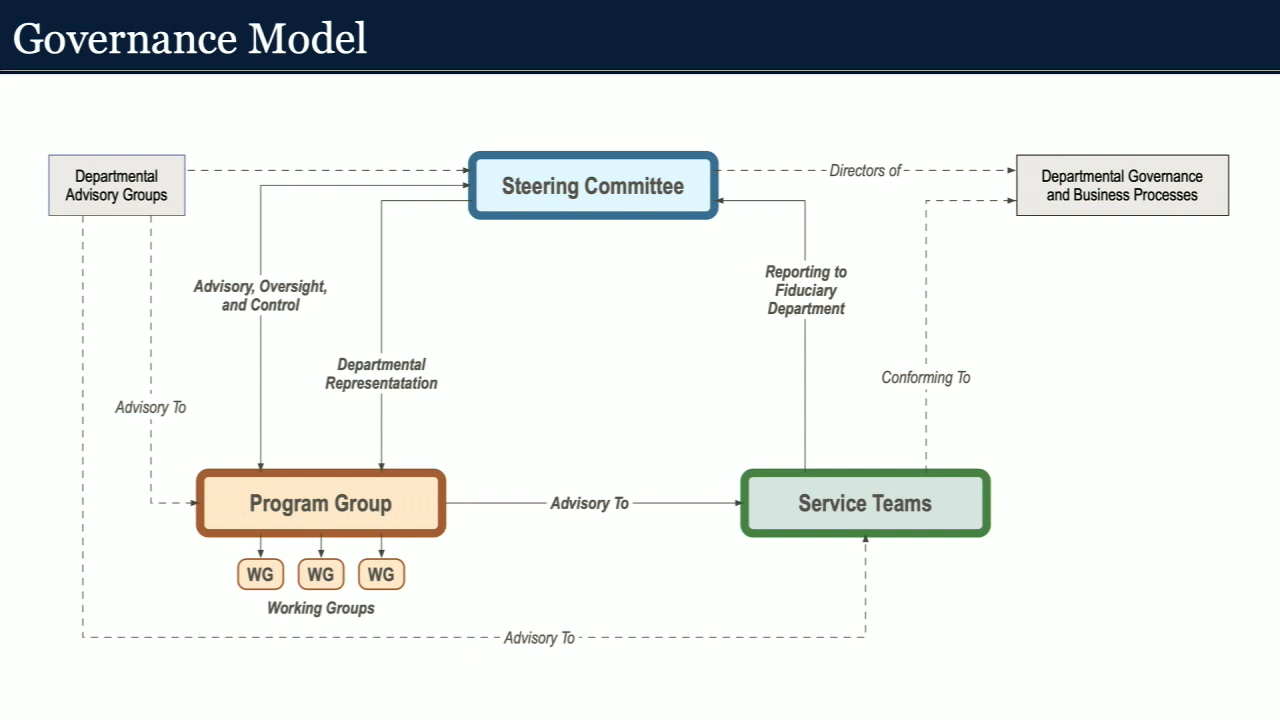 Governance Model
Departmental
Advisory Groups
Steering Committee
Directors of
Departmental Governance
and Business Processes
Advisory, Oversight,
and Control
Reporting to
Fiduciary
Department
Departmental
Representatation
Conforming To
Advisory To
Program Group
Advisory To
Service Teams
WG
WG
WG
Working Groups
Advisory To